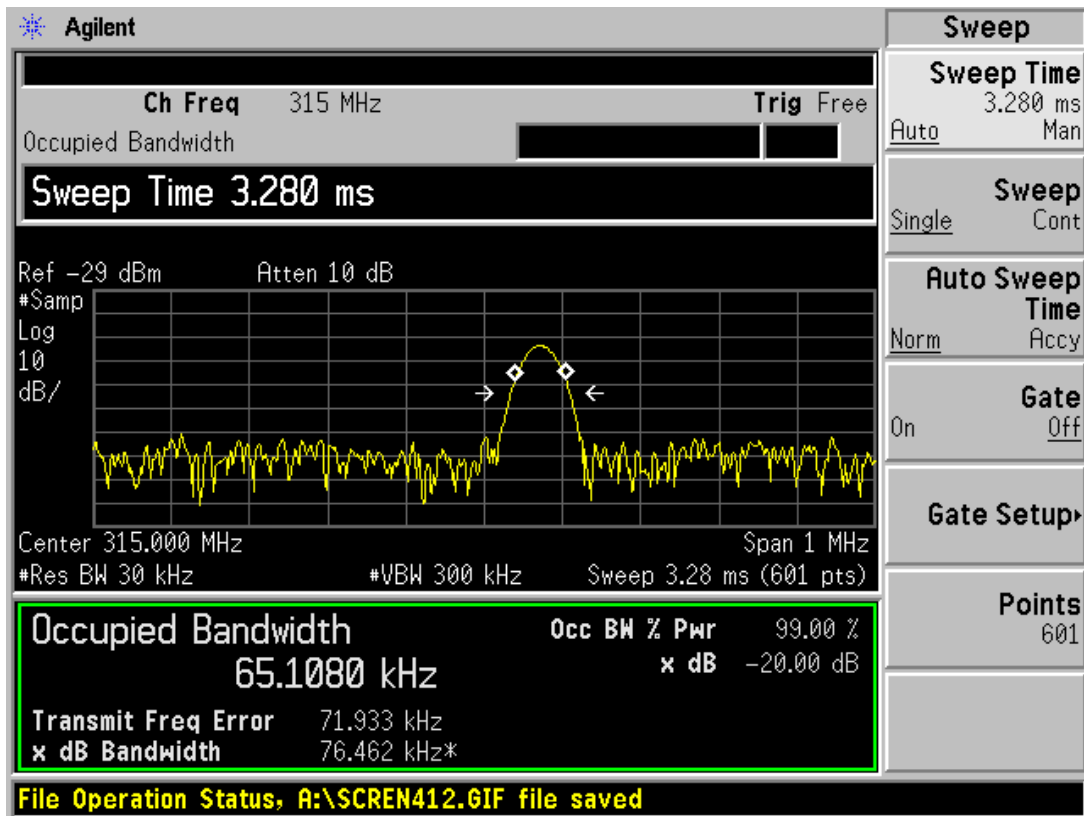 Agilent
Ch Freq 315 MHz Trig Free
Occupied Bandwidth
Sweep Time 3.280 ms
Ref -29 dBm Atten 10 dB
#Samp
Log
10
dB/
Center 315.000 MHz Span 1 MHz
#Res BW 30 kHz #VBW 300 kHz Sweep 3.28 ms (601 pts)
Occupied Bandwidth
65.1080 kHz
Occ BW % Pwr 99.00 %
x dB -20.00 dB
Transmit Freq Error 71.933 kHz
x dB Bandwidth 76.462 kHz*
File Operation Status, A:\SCREN412.GIF file saved
Sweep
Sweep Time
3.280 ms
Auto Man
Sweep
Single Cont
Auto Sweep
Time
Norm Accy
Gate
On Off
Gate Setup
Points
601